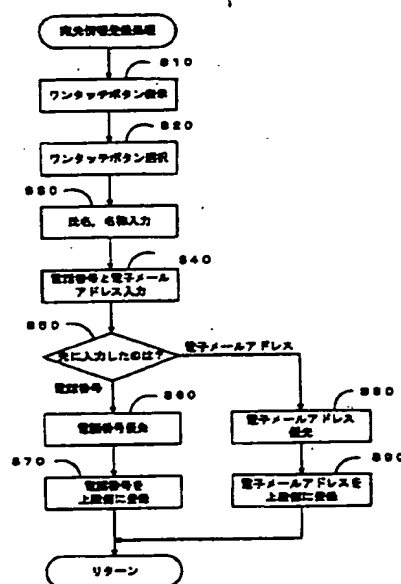 宛先情報登録処理
S10
ワンタッチボタン表示
S20
ワンタッチボタン選択
S30
氏名，名称入力
S40
電話番号と電子メール
アドレス入力
S50
先に入力したのは？
電子メールアドレス
電話番号
S60
電話番号優先
S80
電子メールアドレス
優先
S70
電話番号を
上段側に登録
S90
電子メールアドレスを
上段側に登録
リターン